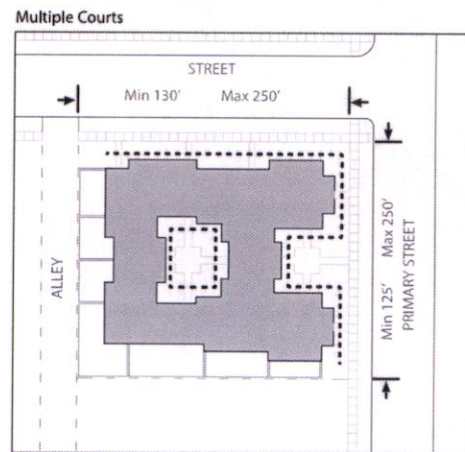 Multiple Courts
STREET
Min 130' Max 250'
ALLEY
Min 125' Max 250'
PRIMARY STREET